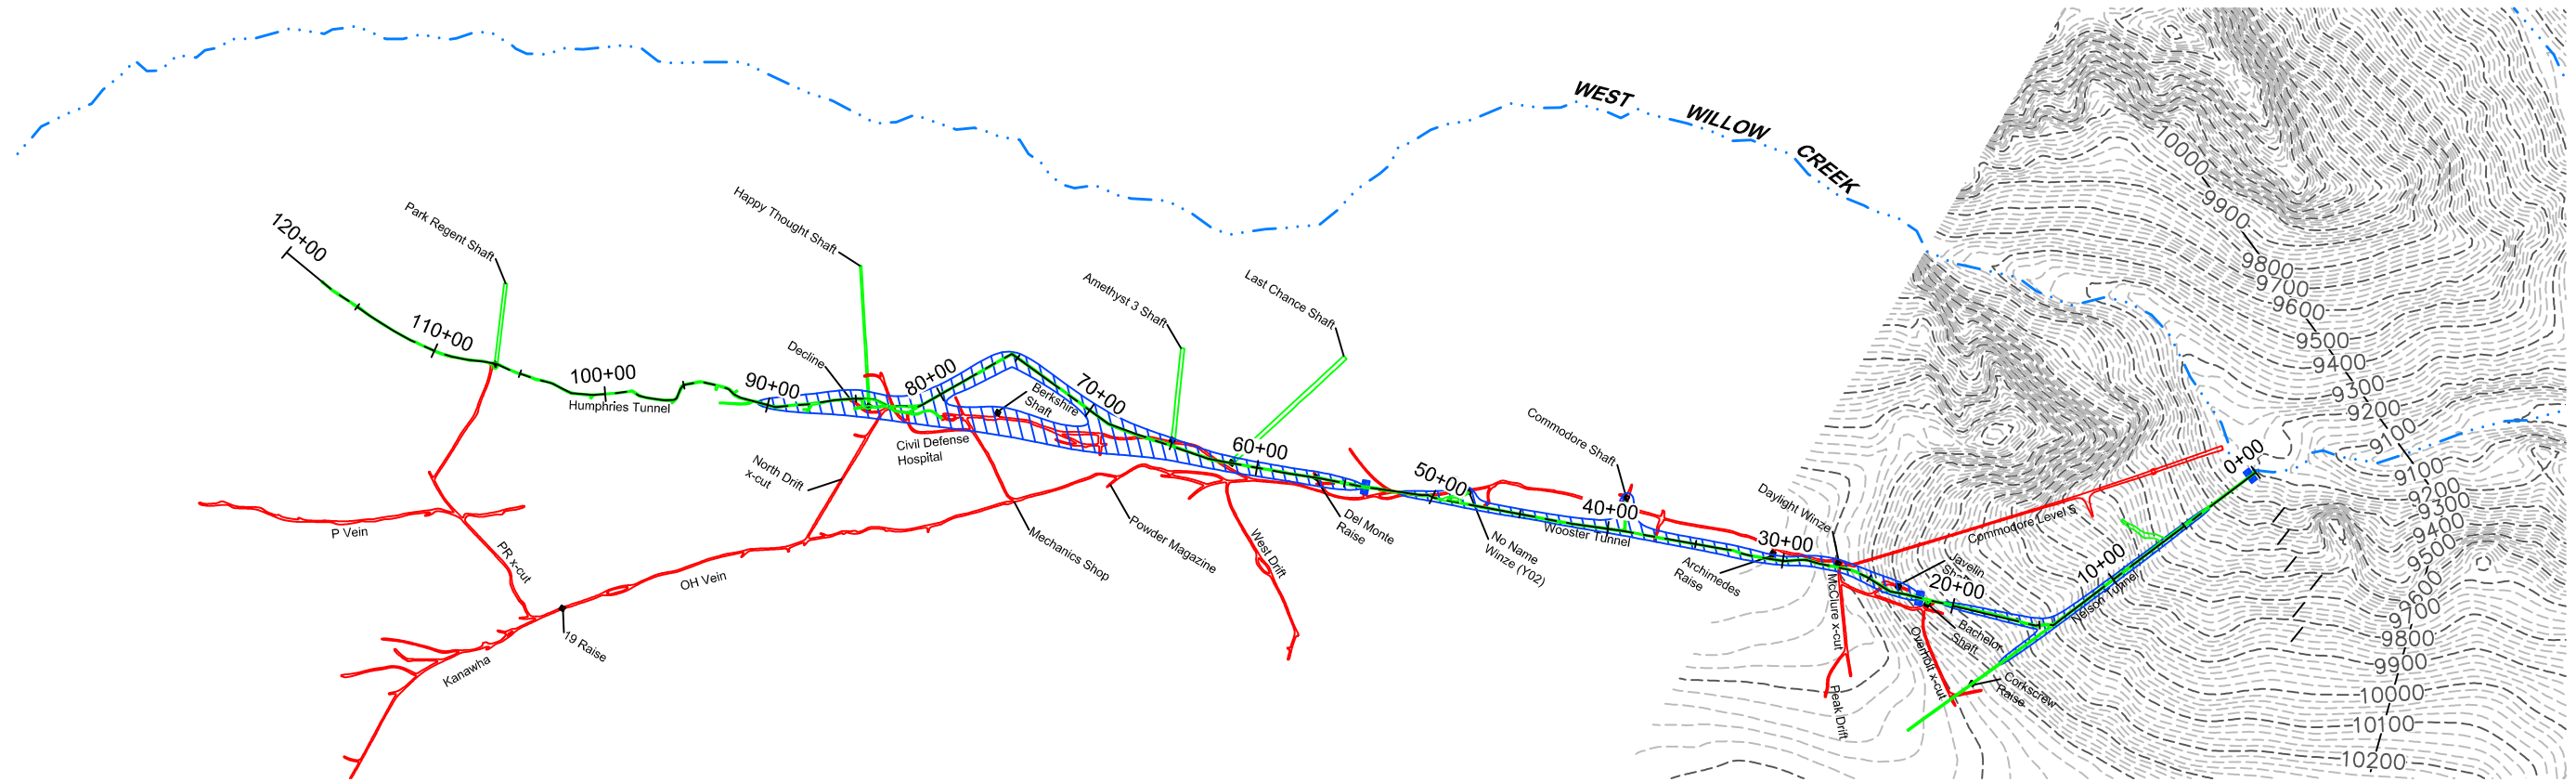 WEST WILLOW CREEK
10000
9900
9800
9700
9600
9500
9400
9300
9200
9100
9100
9200
9300
9400
9500
9600
9700
9800
9900
10000
10100
10200
120+00
110+00
100+00
90+00
80+00
70+00
60+00
50+00
40+00
30+00
20+00
10+00
0+00
Park Regent Shaft
Happy Thought Shaft
Amethyst 3 Shaft
Last Chance Shaft
Commodore Shaft
Daylight Winze
Decline
Berkshire
Shaft
Humphries Tunnel
Civil Defense
Hospital
North Drift
x-cut
P Vein
PR x-cut
OH Vein
19 Raise
Kanawha
Mechanics Shop
Powder Magazine
West Drift
Del Monte
Raise
No Name
Winze (Y02)
Wooster Tunnel
Archimedes
Raise
Commodore Level 5
Javelin
McClure x-cut
Peak Drift
Overholt x-cut
Bachelor
Shaft
Corkscrew
Raise
Nelson Tunnel